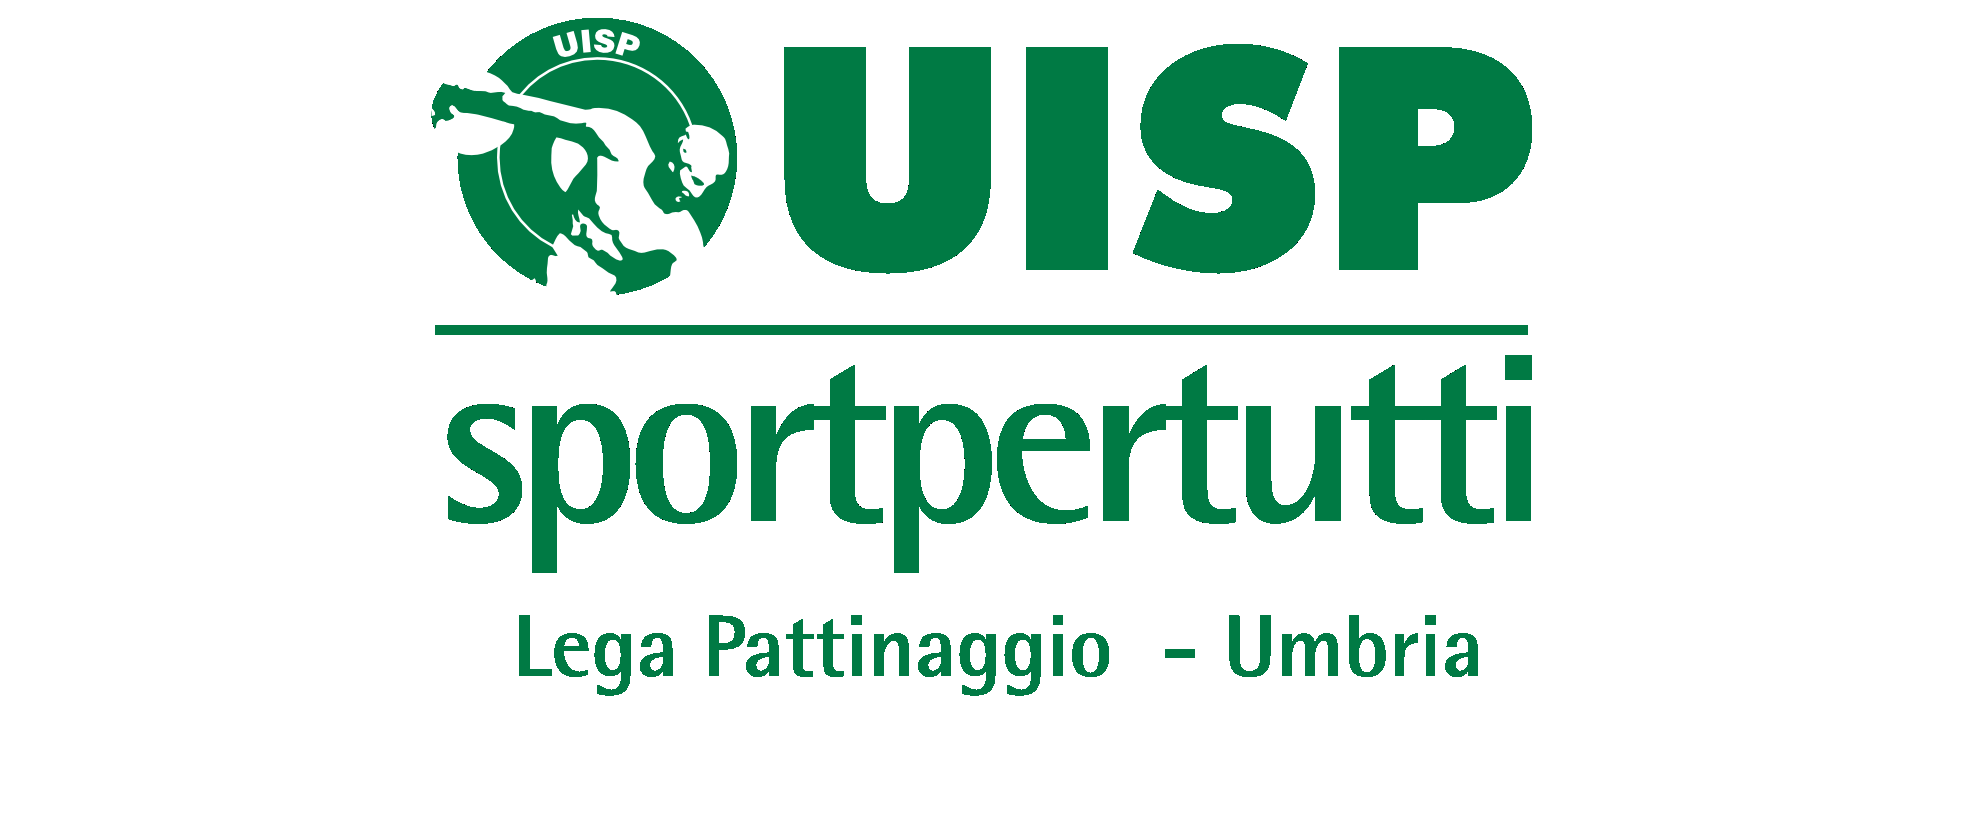 UISP
UISP
sportpertutti
Lega Pattinaggio - Umbria